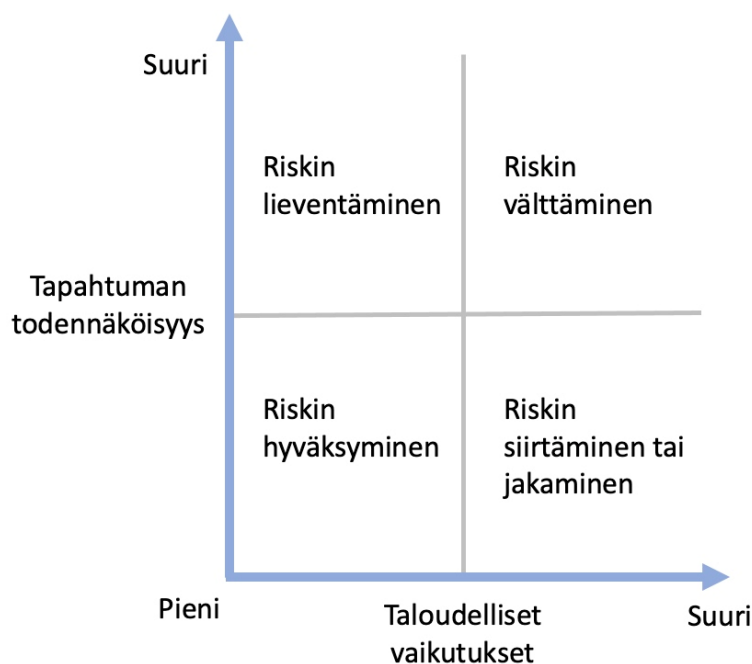 Suuri
Riskin
lieventäminen
Riskin
välttäminen
Tapahtuman
todennäköisyys
Riskin
hyväksyminen
Riskin
siirtäminen tai
jakaminen
Pieni
Taloudelliset
vaikutukset
Suuri